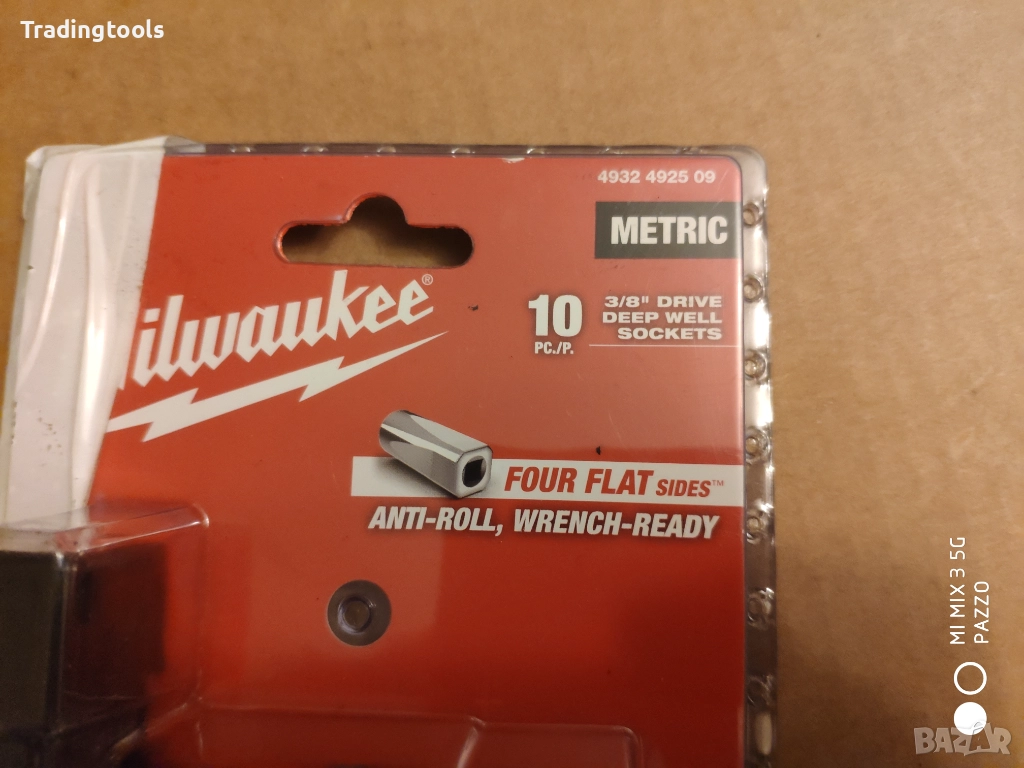 Tradingtools
4932 4925 09
METRIC
Milwaukee®
10
PC./P.
3/8" DRIVE
DEEP WELL
SOCKETS
FOUR FLAT SIDES™
ANTI-ROLL, WRENCH-READY
MI MIX 3 5G
PAZZO
BAZAR